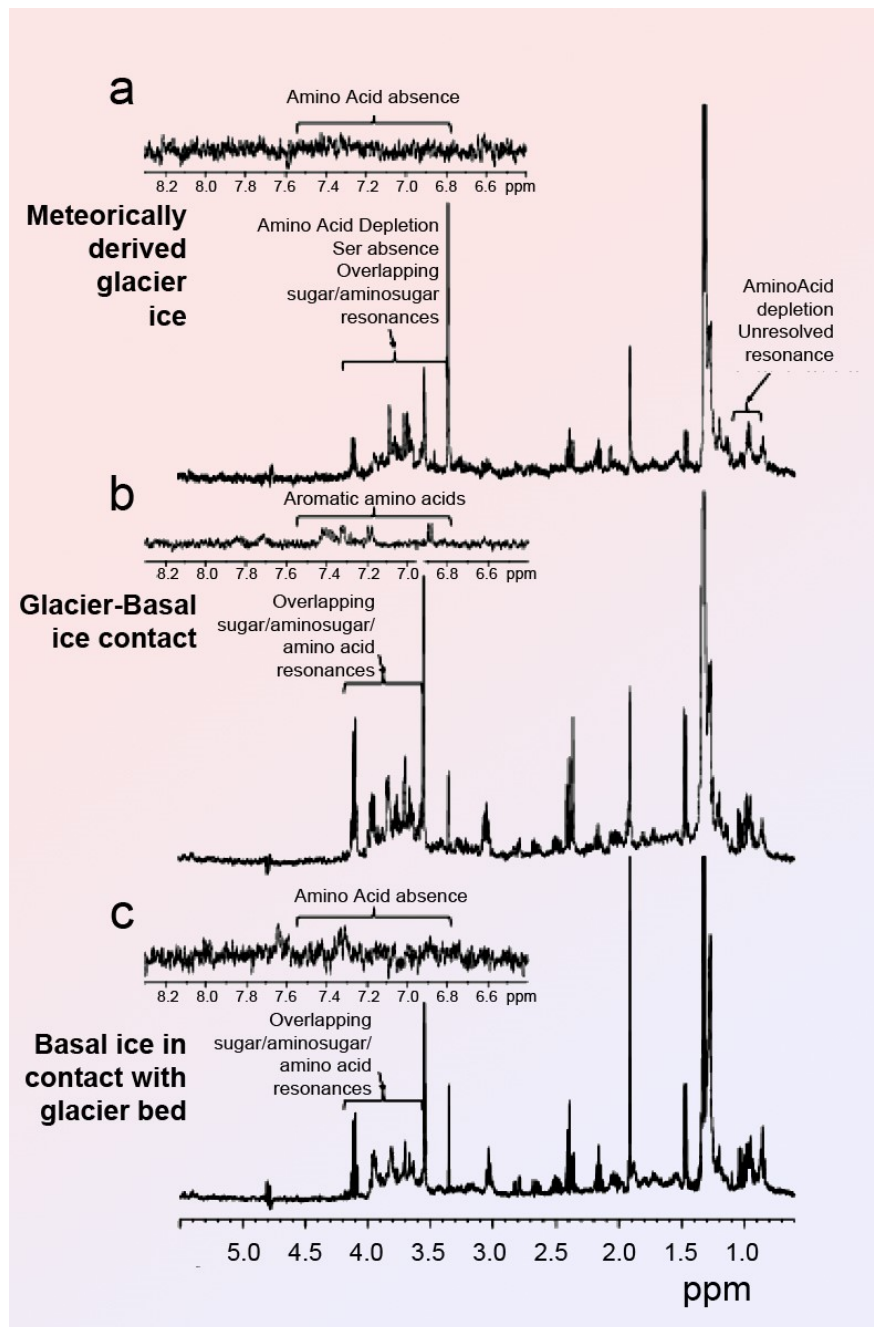 a
Amino Acid absence
8.2 8.0 7.8 7.6 7.4 7.2 7.0 6.8 6.6 ppm
Meteorically
derived
glacier
ice
Amino Acid Depletion
Ser absence
Overlapping
sugar/aminosugar
resonances
AminoAcid
depletion
Unresolved
resonance
b
Aromatic amino acids
8.2 8.0 7.8 7.6 7.4 7.2 7.0 6.8 6.6 ppm
Glacier-Basal
ice contact
Overlapping
sugar/aminosugar/
amino acid
resonances
c
Amino Acid absence
8.2 8.0 7.8 7.6 7.4 7.2 7.0 6.8 6.6 ppm
Basal ice in
contact with
glacier bed
Overlapping
sugar/aminosugar/
amino acid
resonances
5.0 4.5 4.0 3.5 3.0 2.5 2.0 1.5 1.0
ppm